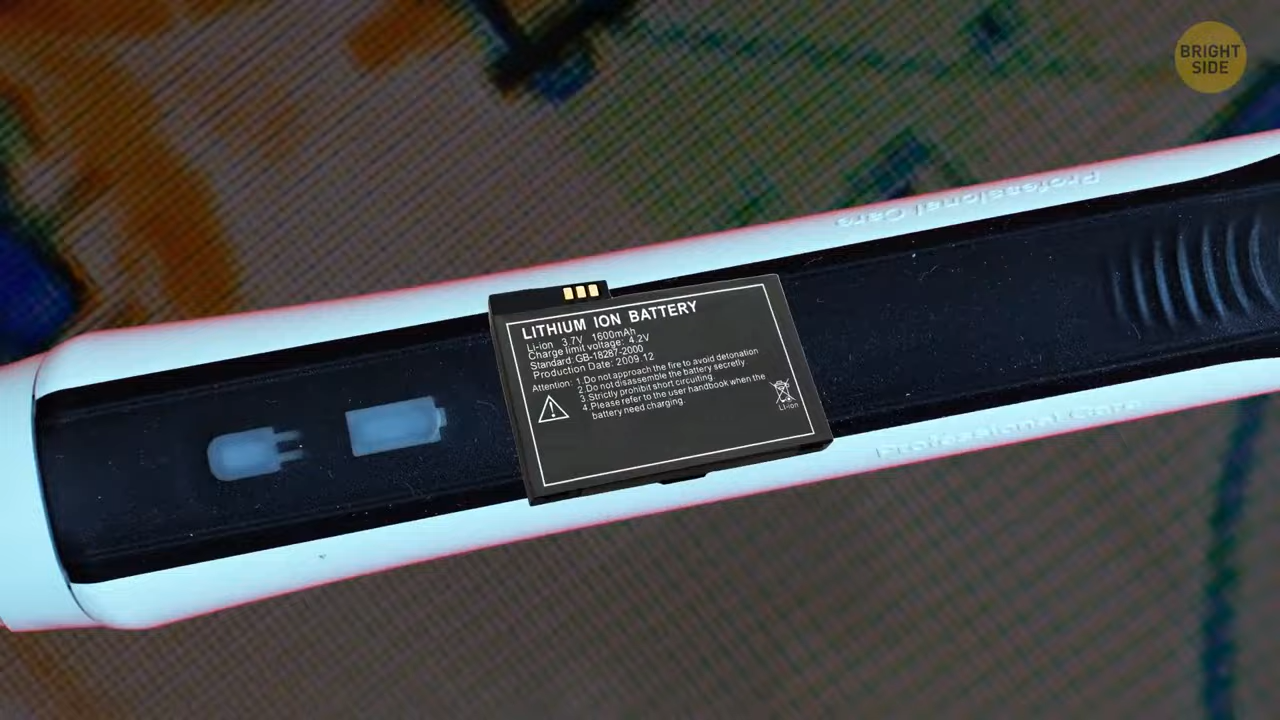 BRIGHT
SIDE
Professional Care
LITHIUM ION BATTERY
Li-ion 3.7V 1600mAh
Charge limit voltage: 4.2V
Standard: GB-18287-2000
Production Date: 2009.12
Attention: 1.Do not approach the fire to avoid detonation
2.Do not disassemble the battery secretly
3.Strictly prohibit short circuiting.
4.Please refer to the user handbook when the
battery need charging.
Li-ion
Professional Care